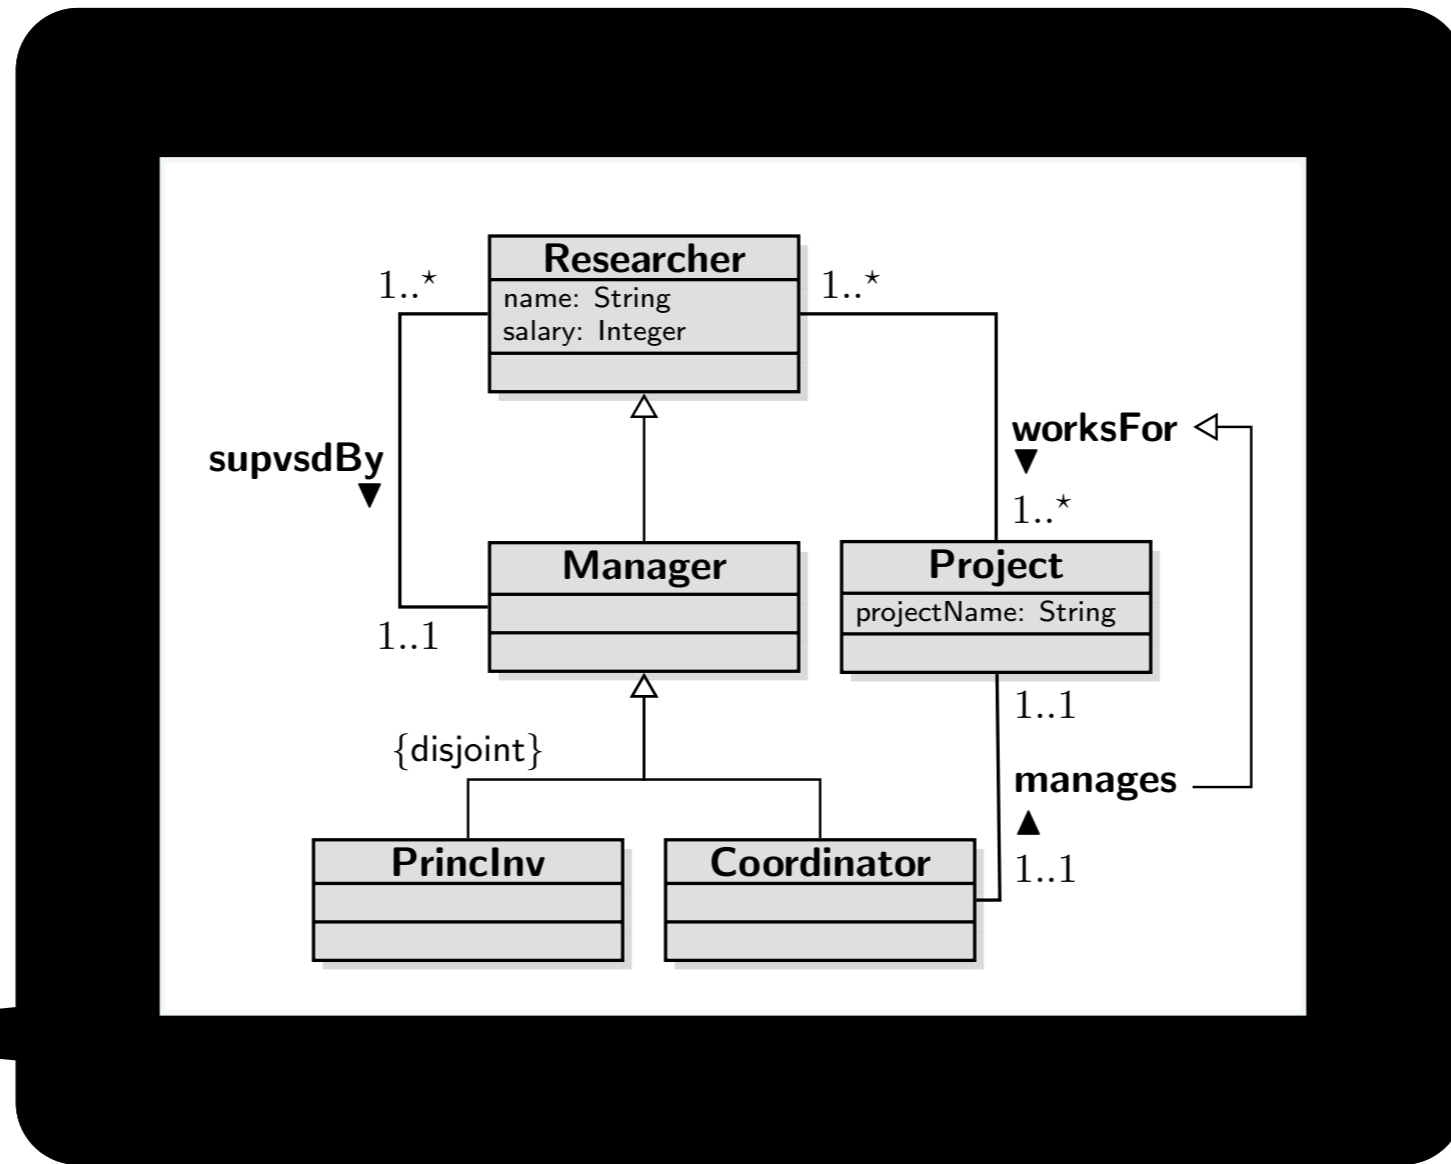 Researcher
1..⋆
1..⋆
name: String
salary: Integer
worksFor
▼
supvsdBy
▼
1..⋆
Manager
Project
projectName: String
1..1
1..1
{disjoint}
manages
▲
PrincInv
Coordinator
1..1